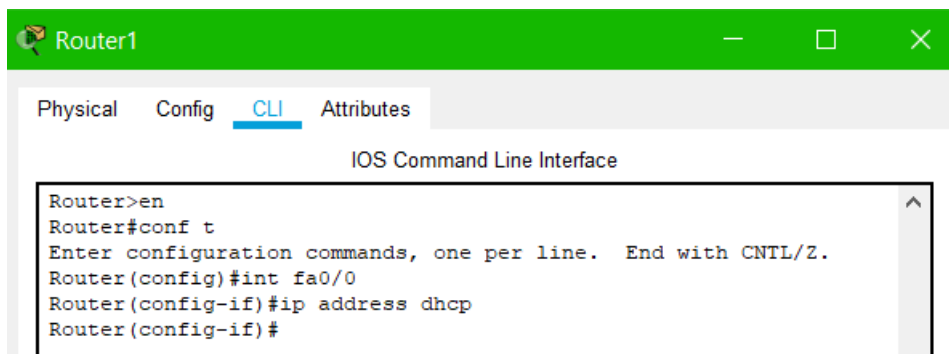 Router1
Physical Config CLI Attributes
IOS Command Line Interface
Router>en
Router#conf t
Enter configuration commands, one per line.  End with CNTL/Z.
Router(config)#int fa0/0
Router(config-if)#ip address dhcp
Router(config-if)#